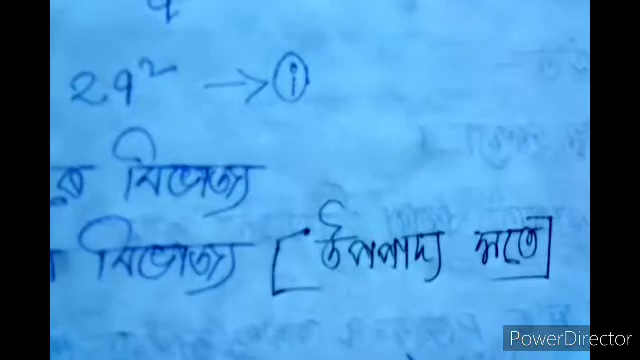 2q² → (i)
বিভাজ্য
বিভাজ্য [উপপাদ্য মতে]
PowerDirector